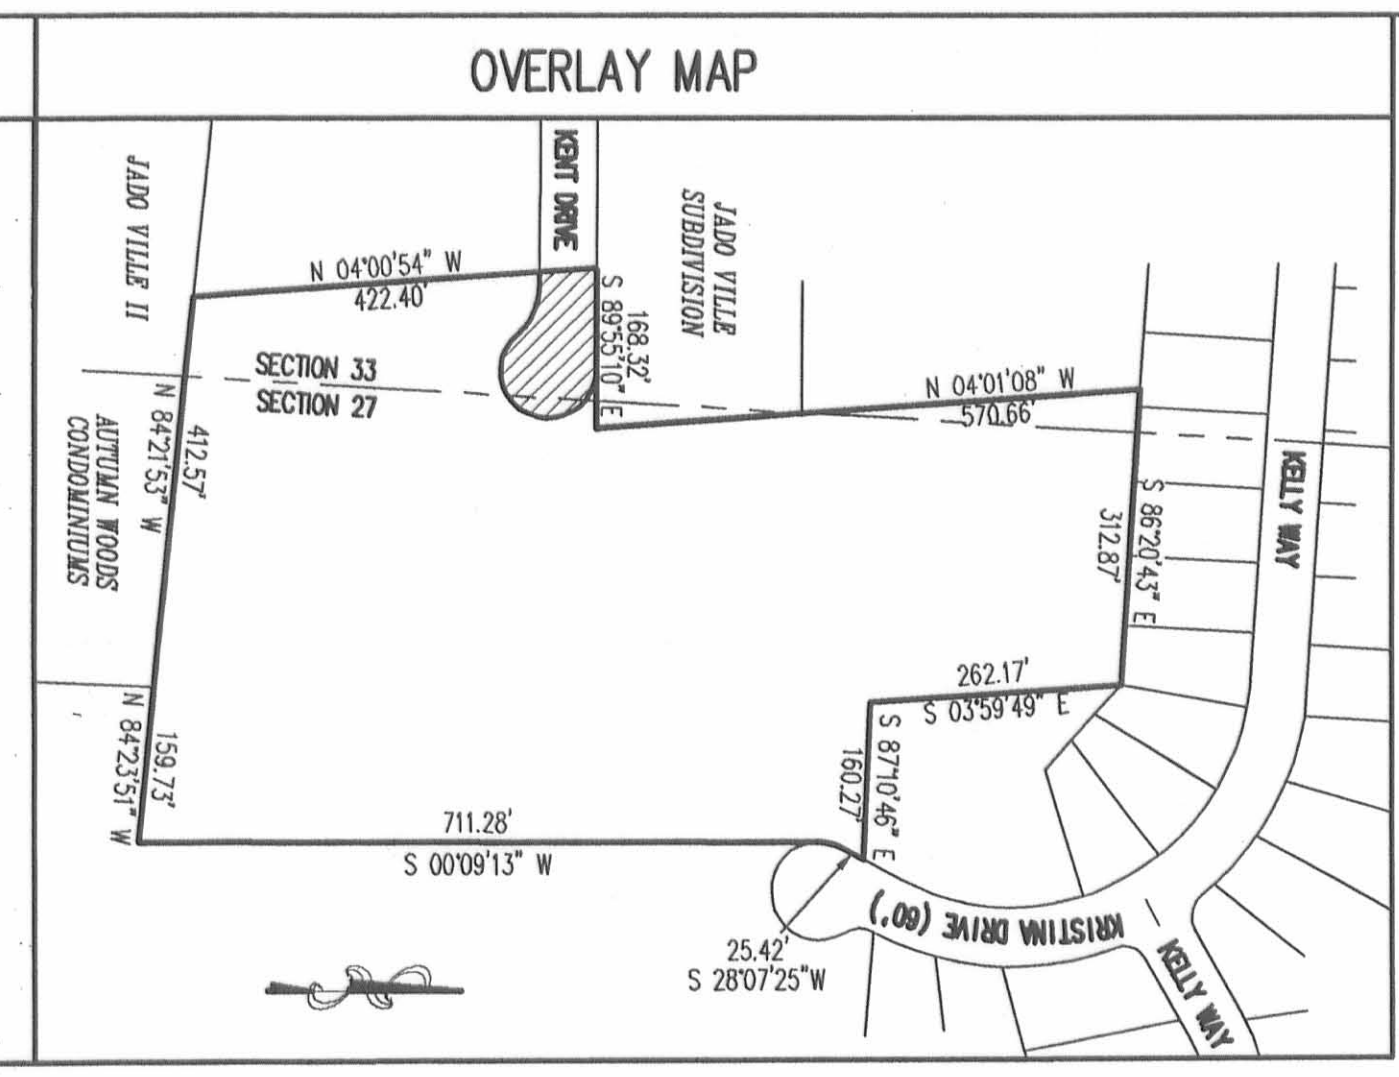 OVERLAY MAP
KENT DRIVE
JADO VILLE II
JADO VILLE
SUBDIVISION
N 04°00'54" W
422.40'
S 89°55'10" E
168.32'
SECTION 33
SECTION 27
N 04°01'08" W
570.66'
N 84°21'53" W
412.57'
AUTUMN WOODS
CONDOMINIUMS
S 86°20'43" E
312.87'
KELLY WAY
262.17'
S 03°59'49" E
N 84°23'51" W
159.73'
S 87°10'46" E
160.27'
711.28'
S 00°09'13" W
KRISTINA DRIVE (60')
25.42'
S 28°07'25"W
KELLY WAY